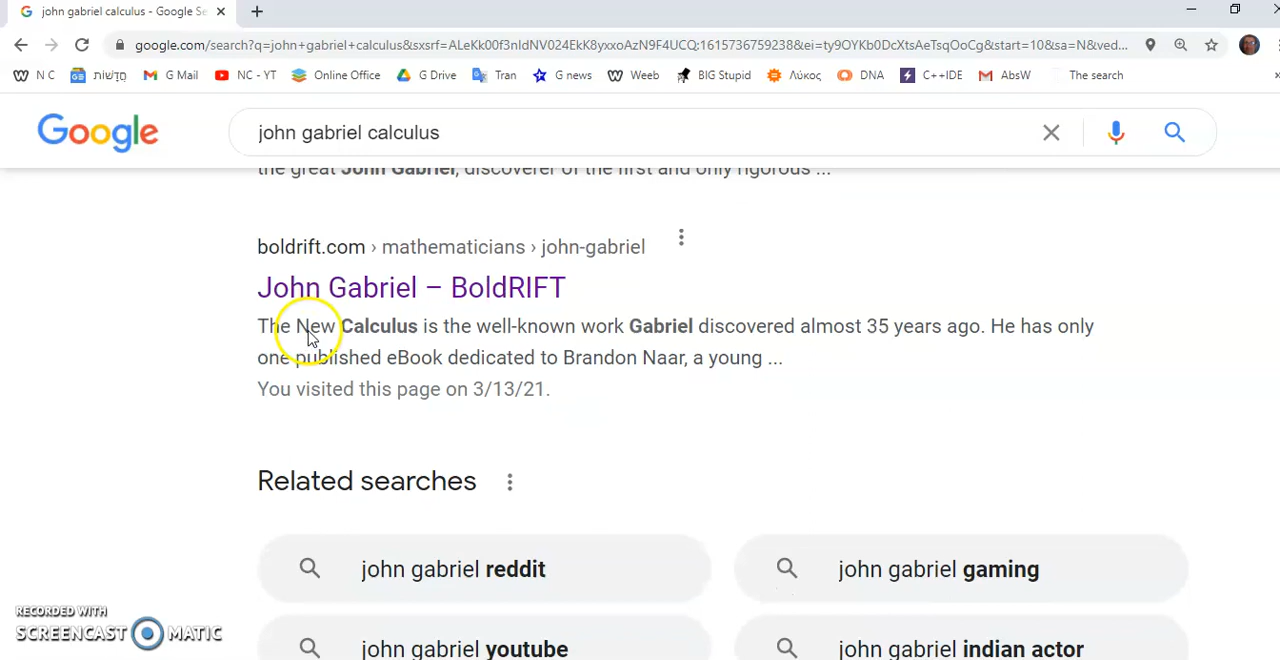 john gabriel calculus - Google Se
google.com/search?q=john+gabriel+calculus&sxsrf=ALeKk00f3nIdNV024EkK8yxxoAzN9F4UCQ:1615736759238&ei=ty9OYKb0DcXtsAeTsqOoCg&start=10&sa=N&ved...
N C חֲדָשׁוֹת G Mail NC - YT Online Office G Drive Tran G news Weeb BIG Stupid Λύκος DNA C++IDE AbsW The search »
Google john gabriel calculus
the great John Gabriel, discoverer of the first and only rigorous ...
boldrift.com › mathematicians › john-gabriel
John Gabriel – BoldRIFT
The New Calculus is the well-known work Gabriel discovered almost 35 years ago. He has only
one published eBook dedicated to Brandon Naar, a young ...
You visited this page on 3/13/21.
Related searches
john gabriel reddit john gabriel gaming
john gabriel youtube john gabriel indian actor
RECORDED WITH
SCREENCAST MATIC